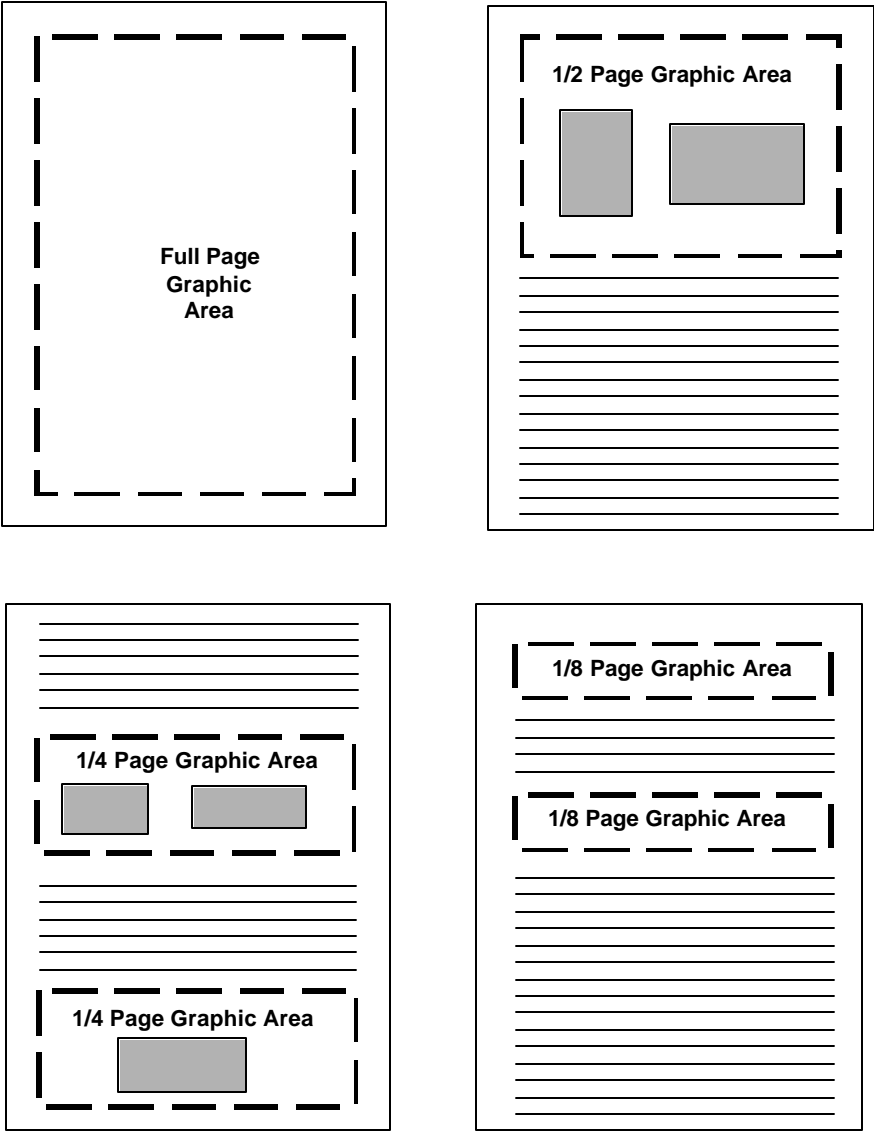 Full Page
Graphic
Area
1/2 Page Graphic Area
1/4 Page Graphic Area
1/4 Page Graphic Area
1/8 Page Graphic Area
1/8 Page Graphic Area